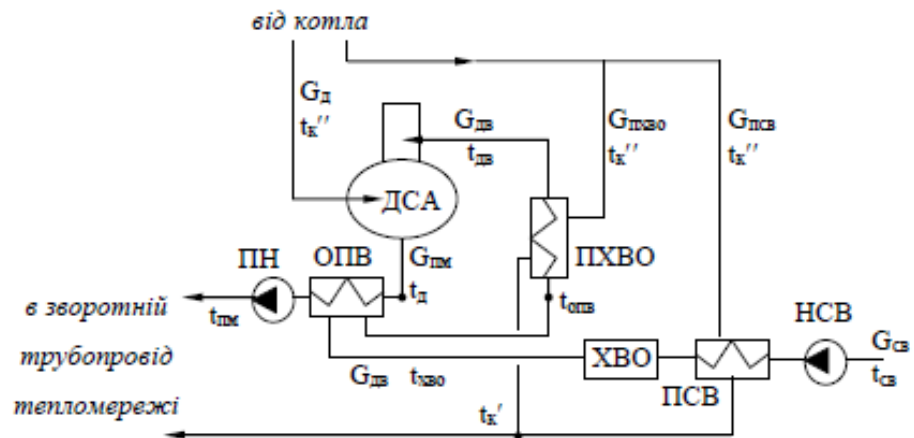 від котла
Gд
tк′′
Gдв
tдв
Gпхво
tк′′
Gпсв
tк′′
ДСА
ПН
ОПВ
Gпм
tд
ПХВО
в зворотній
трубопровід
тепломережі
tпм
tопв
НСВ
Gсв
tсв
ХВО
ПСВ
Gдв tхво
tк′